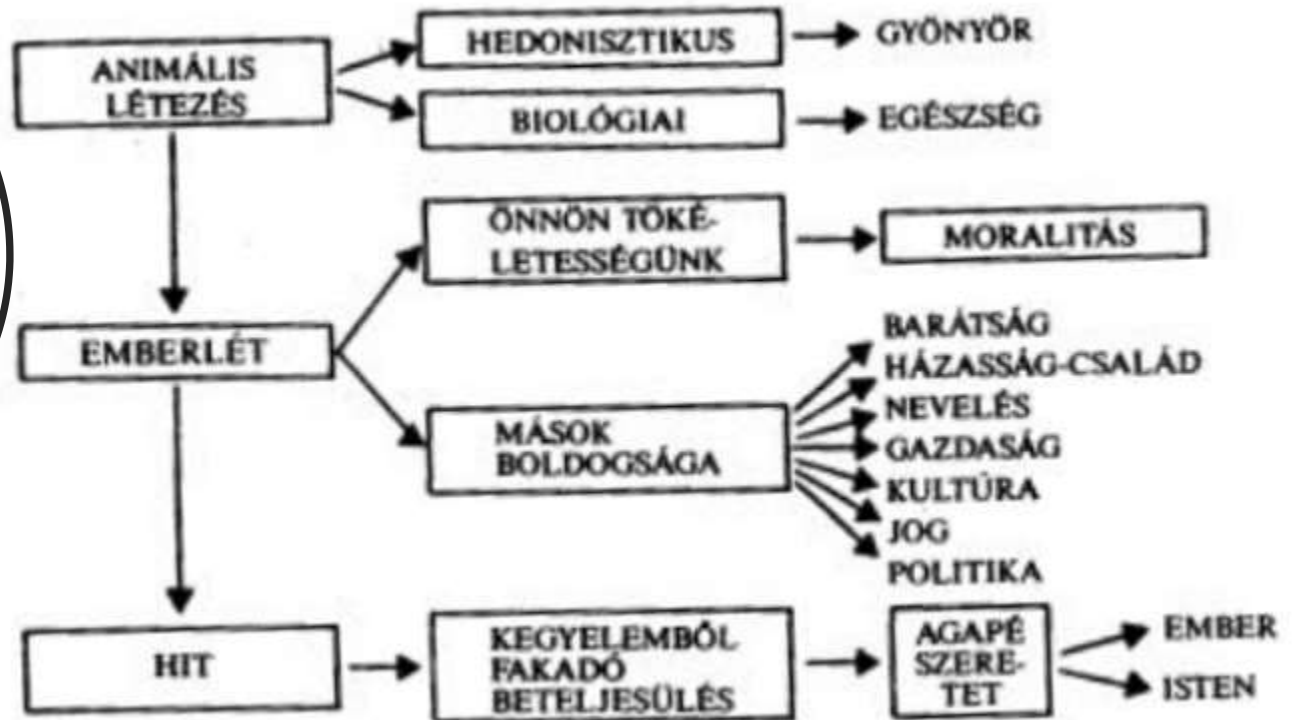 ANIMÁLIS
LÉTEZÉS
HEDONISZTIKUS
GYÖNYÖR
BIOLÓGIAI
EGÉSZSÉG
EMBERLÉT
ÖNNÖN TÖKÉ-
LETESSÉGÜNK
MORALITÁS
MÁSOK
BOLDOGSÁGA
BARÁTSÁG
HÁZASSÁG-CSALÁD
NEVELÉS
GAZDASÁG
KULTÚRA
JOG
POLITIKA
HIT
KEGYELEMBŐL
FAKADÓ
BETELJESÜLÉS
AGAPÉ
SZERE-
TET
EMBER
ISTEN